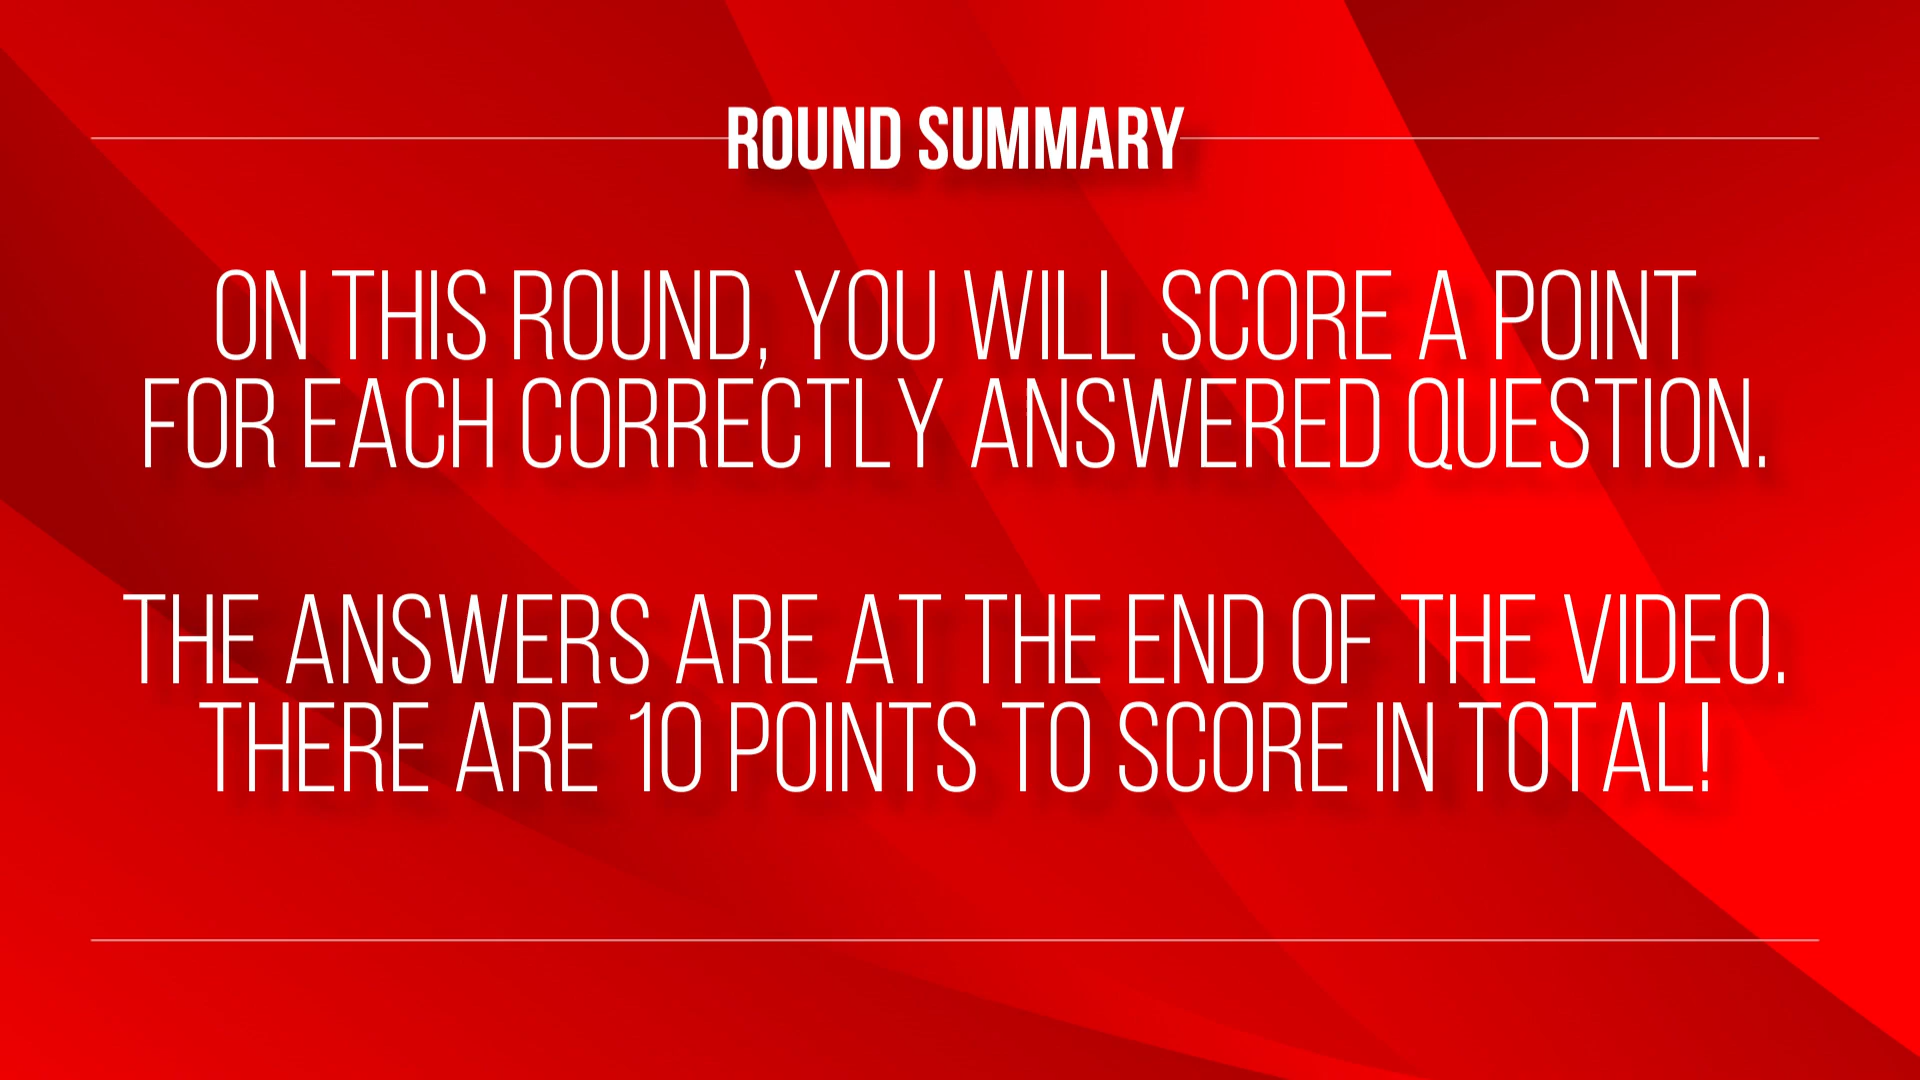 ROUND SUMMARY
ON THIS ROUND, YOU WILL SCORE A POINT
FOR EACH CORRECTLY ANSWERED QUESTION.
THE ANSWERS ARE AT THE END OF THE VIDEO.
THERE ARE 10 POINTS TO SCORE IN TOTAL!